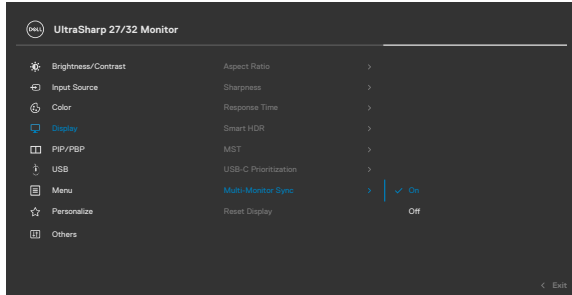 DELL UltraSharp 27/32 Monitor
Brightness/Contrast Aspect Ratio >
Input Source Sharpness >
Color Response Time >
Display Smart HDR >
PIP/PBP MST >
USB USB-C Prioritization >
Menu Multi-Monitor Sync > ✓ On
Personalize Reset Display Off
Others
< Exit